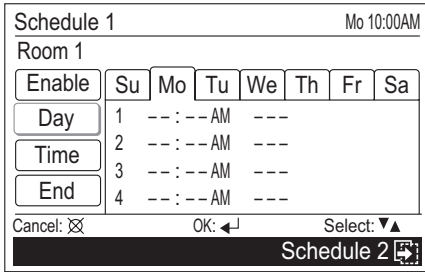 Schedule 1 Mo 10:00AM
Room 1
Enable Su Mo Tu We Th Fr Sa
Day 1 --:--AM ---
2 --:--AM ---
Time 3 --:--AM ---
End 4 --:--AM ---
Cancel: OK: Select: ▼▲
Schedule 2